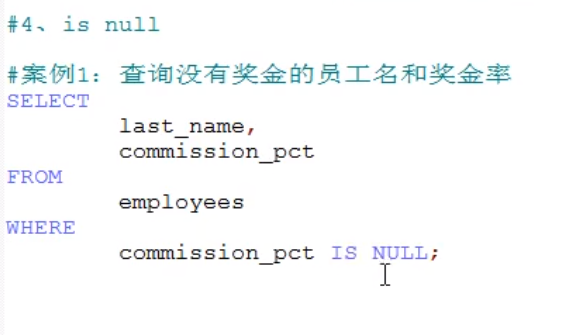 #4、is null
#案例1：查询没有奖金的员工名和奖金率
SELECT
last_name,
commission_pct
FROM
employees
WHERE
commission_pct IS NULL;